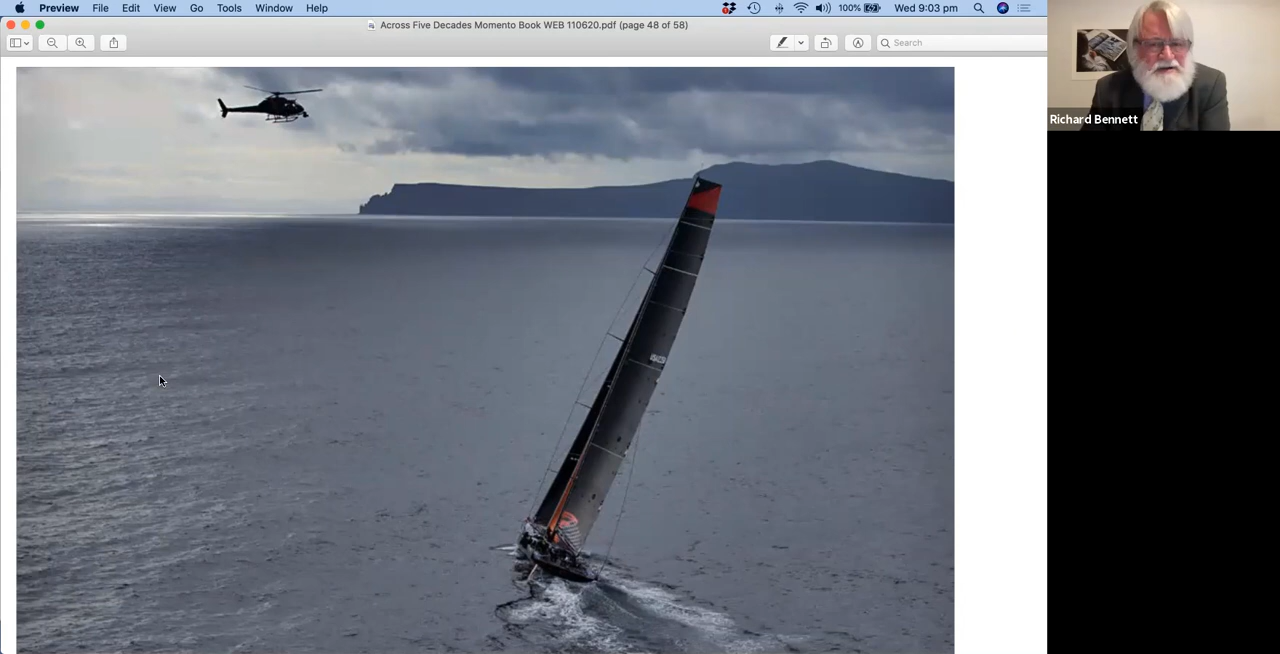 Preview File Edit View Go Tools Window Help 100% Wed 9:03 pm
Across Five Decades Momento Book WEB 110620.pdf (page 48 of 58)
Search
Richard Bennett